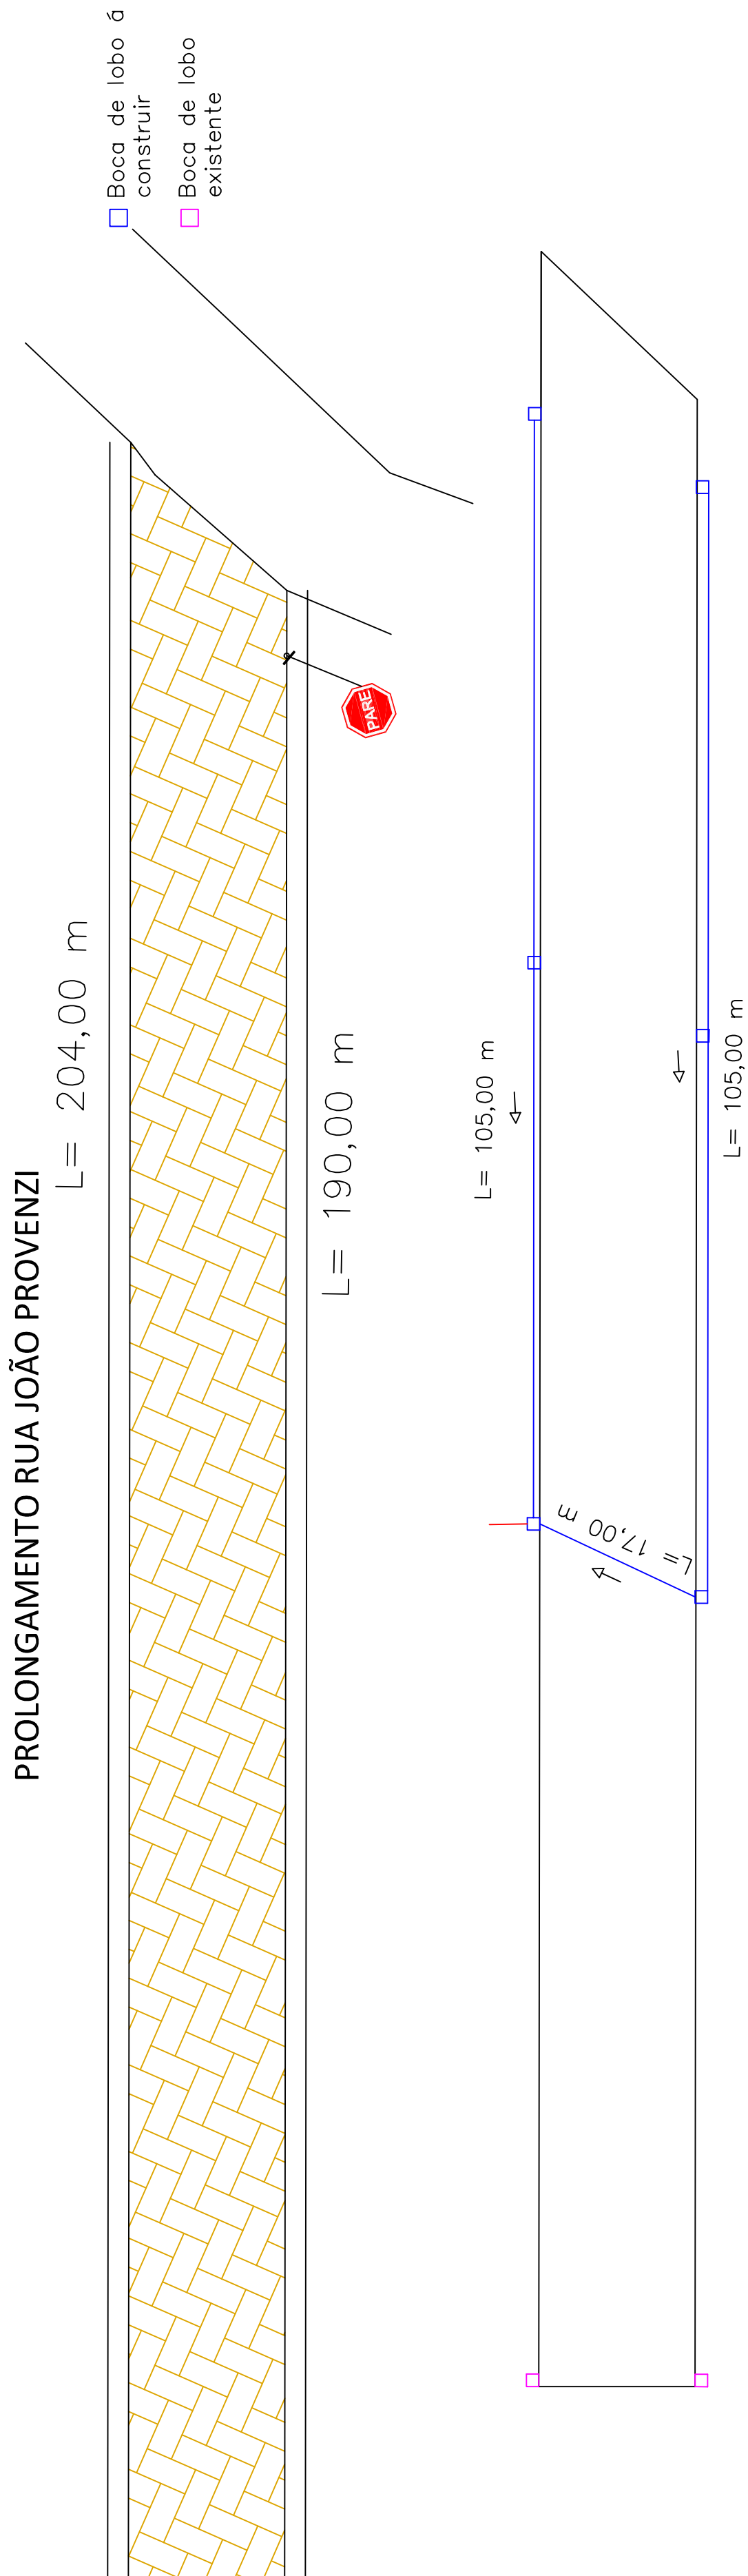 PROLONGAMENTO RUA JOÃO PROVENZI
L= 204,00 m
L= 190,00 m
PARE
Boca de lobo á
construir
Boca de lobo
existente
L= 105,00 m
L= 17,00 m
L= 105,00 m